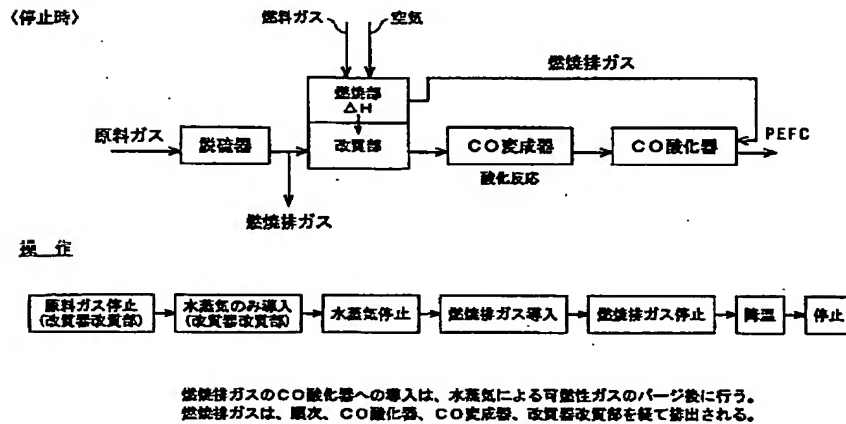 〈停止時〉
燃料ガス
空気
燃焼排ガス
燃焼部
△H
原料ガス
脱硫器
改質部
CO変成器
CO酸化器
PEFC
酸化反応
燃焼排ガス
操 作
原料ガス停止
(改質器改質部)
水蒸気のみ導入
(改質器改質部)
水蒸気停止
燃焼排ガス導入
燃焼排ガス停止
降温
停止
燃焼排ガスのCO酸化器への導入は、水蒸気による可燃性ガスのパージ後に行う。
燃焼排ガスは、順次、CO酸化器、CO変成器、改質器改質部を経て排出される。